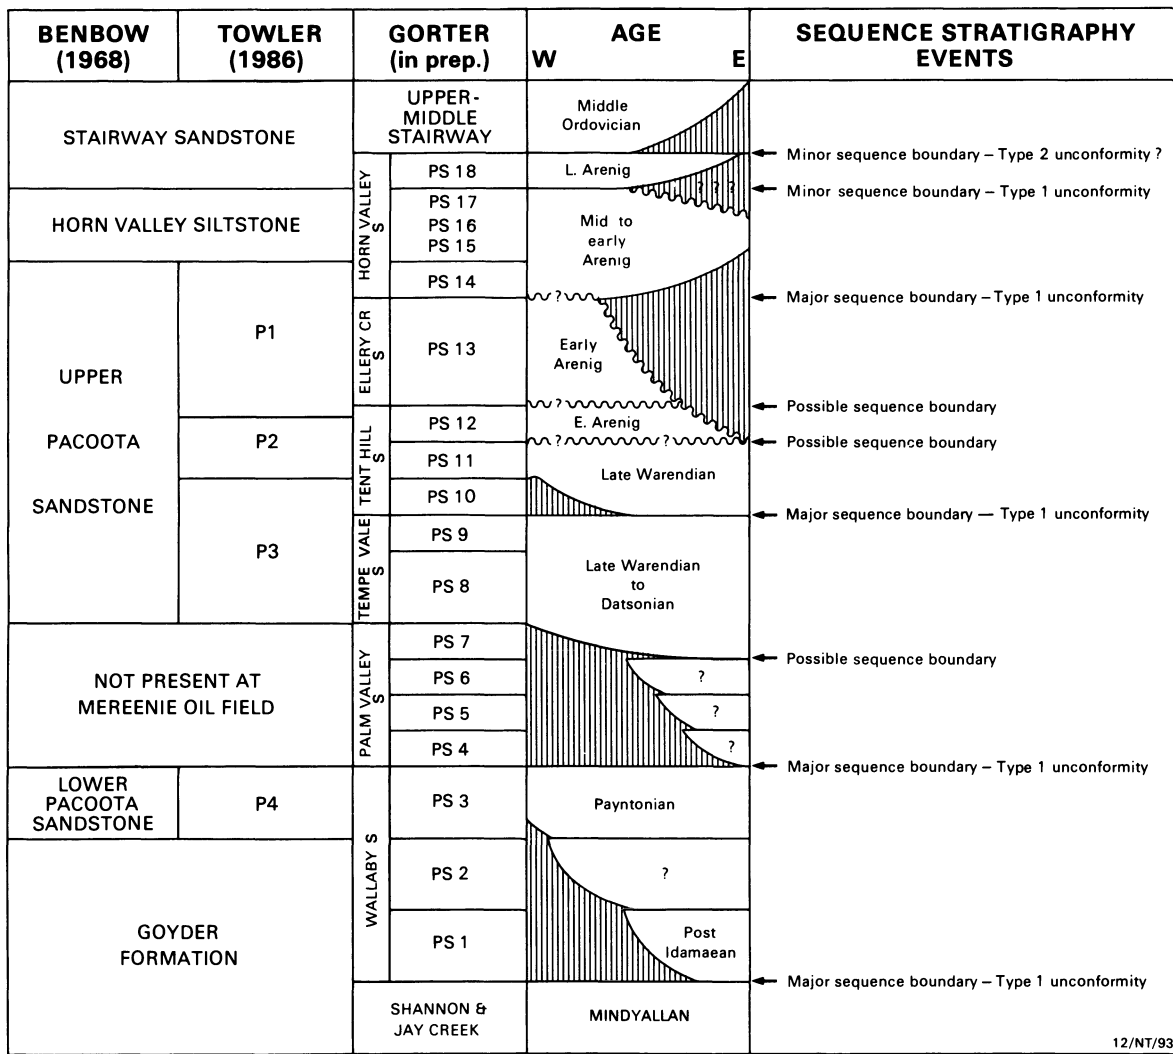 BENBOW
(1968)
TOWLER
(1986)
GORTER
(in prep.)
AGE
W
E
SEQUENCE STRATIGRAPHY
EVENTS
STAIRWAY SANDSTONE
HORN VALLEY SILTSTONE
UPPER
PACOOTA
SANDSTONE
NOT PRESENT AT
MEREENIE OIL FIELD
LOWER
PACOOTA
SANDSTONE
GOYDER
FORMATION
P1
P2
P3
P4
UPPER-
MIDDLE
STAIRWAY
HORN VALLEY
S
ELLERY CR
S
TENT HILL
S
TEMPE VALE
S
PALM VALLEY
S
WALLABY S
PS 18
PS 17
PS 16
PS 15
PS 14
PS 13
PS 12
PS 11
PS 10
PS 9
PS 8
PS 7
PS 6
PS 5
PS 4
PS 3
PS 2
PS 1
SHANNON &
JAY CREEK
Middle
Ordovician
L. Arenig
? ? ?
Mid to
early
Arenig
?
Early
Arenig
?
E. Arenig
? ?
Late Warendian
Late Warendian
to
Datsonian
?
?
?
Payntonian
?
Post
Idamaean
MINDYALLAN
Minor sequence boundary – Type 2 unconformity ?
Minor sequence boundary – Type 1 unconformity
Major sequence boundary – Type 1 unconformity
Possible sequence boundary
Possible sequence boundary
Major sequence boundary — Type 1 unconformity
Possible sequence boundary
Major sequence boundary – Type 1 unconformity
Major sequence boundary – Type 1 unconformity
12/NT/93